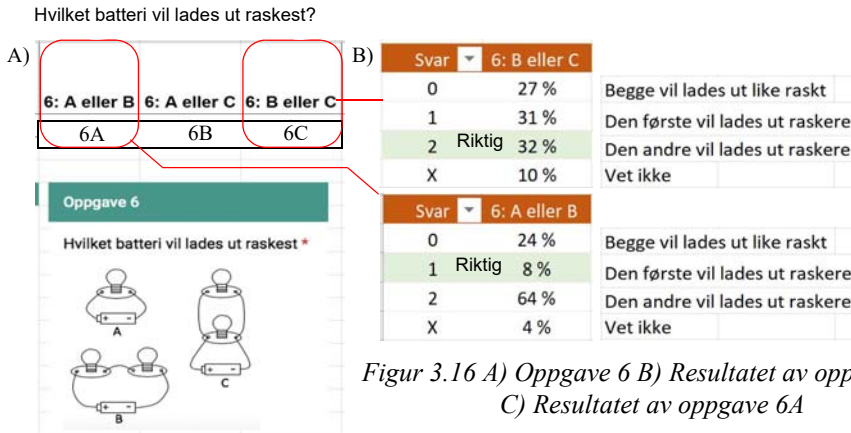 Hvilket batteri vil lades ut raskest?
A)
6: A eller B 6: A eller C 6: B eller C
6A 6B 6C
Oppgave 6
Hvilket batteri vil lades ut raskest *
+ -
A
+ -
B
+ -
C
B)
Svar 6: B eller C
0 27 % Begge vil lades ut like raskt
1 31 % Den første vil lades ut raskere
2 Riktig 32 % Den andre vil lades ut raskere
X 10 % Vet ikke
Svar 6: A eller B
0 24 % Begge vil lades ut like raskt
1 Riktig 8 % Den første vil lades ut raskere
2 64 % Den andre vil lades ut raskere
X 4 % Vet ikke
Figur 3.16 A) Oppgave 6 B) Resultatet av opp
C) Resultatet av oppgave 6A